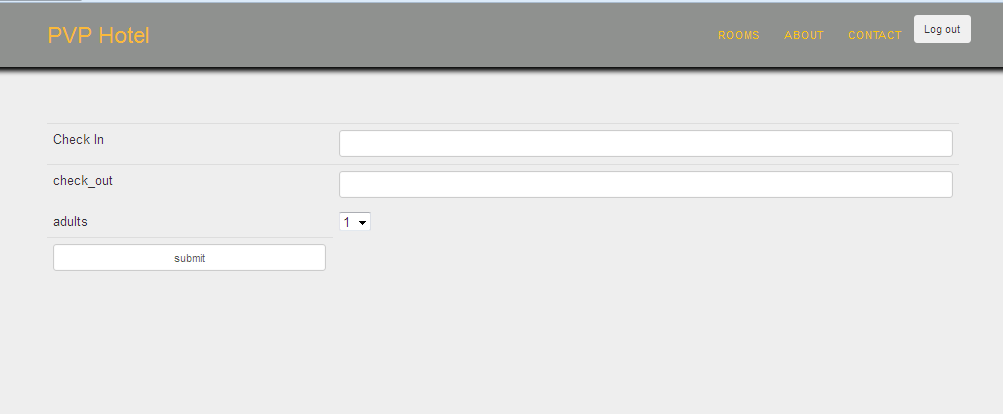 PVP Hotel
ROOMS ABOUT CONTACT Log out
Check In
check_out
adults 1
submit